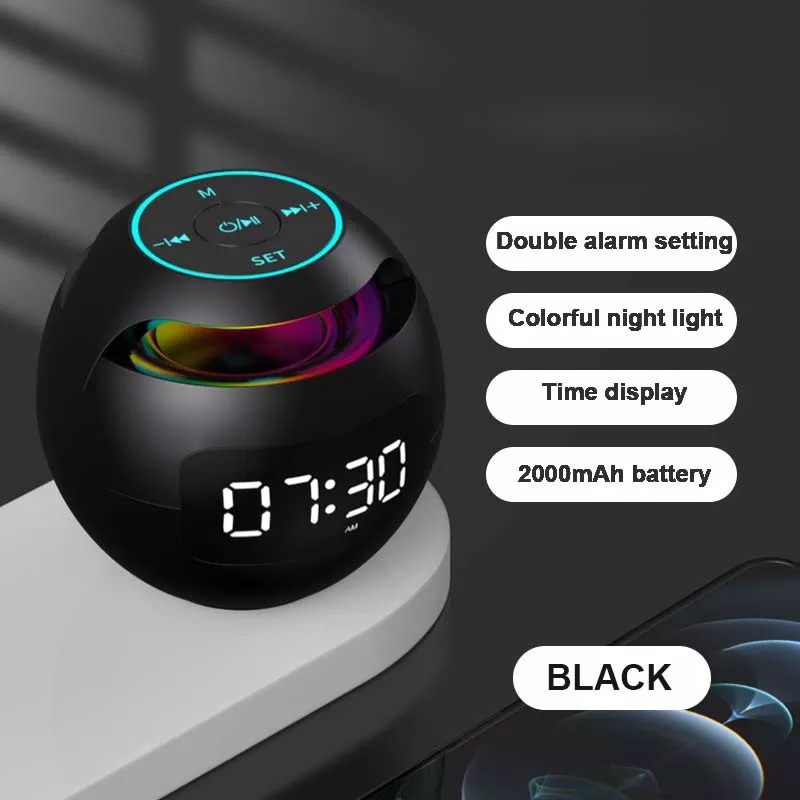 M
SET
07:30
AM
Double alarm setting
Colorful night light
Time display
2000mAh battery
BLACK